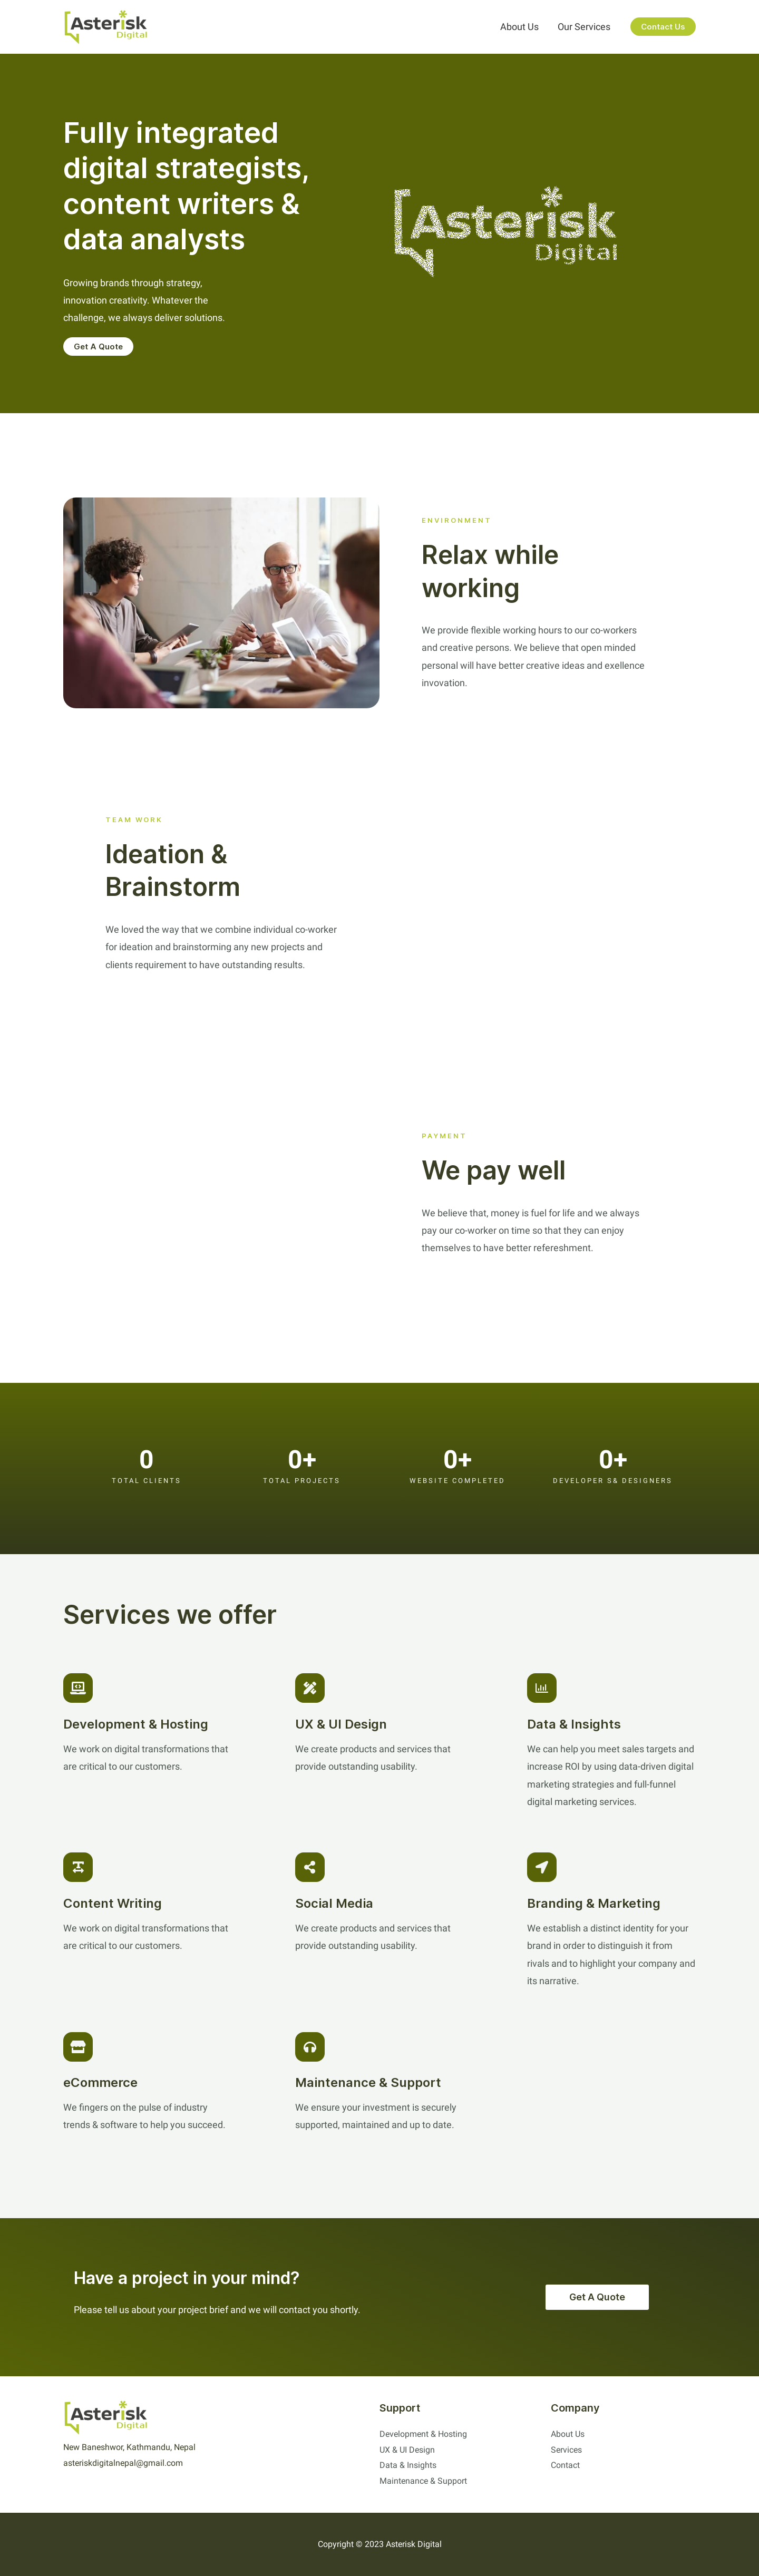 Asterisk
Digital
About Us
Our Services
Contact Us
Fully integrated
digital strategists,
content writers &
data analysts
Growing brands through strategy,
innovation creativity. Whatever the
challenge, we always deliver solutions.
Get A Quote
Asterisk
Digital
ENVIRONMENT
Relax while
working
We provide flexible working hours to our co-workers
and creative persons. We believe that open minded
personal will have better creative ideas and exellence
invovation.
TEAM WORK
Ideation &
Brainstorm
We loved the way that we combine individual co-worker
for ideation and brainstorming any new projects and
clients requirement to have outstanding results.
PAYMENT
We pay well
We believe that, money is fuel for life and we always
pay our co-worker on time so that they can enjoy
themselves to have better refereshment.
0
TOTAL CLIENTS
0+
TOTAL PROJECTS
0+
WEBSITE COMPLETED
0+
DEVELOPER S& DESIGNERS
Services we offer
Development & Hosting
We work on digital transformations that
are critical to our customers.
UX & UI Design
We create products and services that
provide outstanding usability.
Data & Insights
We can help you meet sales targets and
increase ROI by using data-driven digital
marketing strategies and full-funnel
digital marketing services.
Content Writing
We work on digital transformations that
are critical to our customers.
Social Media
We create products and services that
provide outstanding usability.
Branding & Marketing
We establish a distinct identity for your
brand in order to distinguish it from
rivals and to highlight your company and
its narrative.
eCommerce
We fingers on the pulse of industry
trends & software to help you succeed.
Maintenance & Support
We ensure your investment is securely
supported, maintained and up to date.
Have a project in your mind?
Please tell us about your project brief and we will contact you shortly.
Get A Quote
Asterisk
Digital
New Baneshwor, Kathmandu, Nepal
asteriskdigitalnepal@gmail.com
Support
Development & Hosting
UX & UI Design
Data & Insights
Maintenance & Support
Company
About Us
Services
Contact
Copyright © 2023 Asterisk Digital